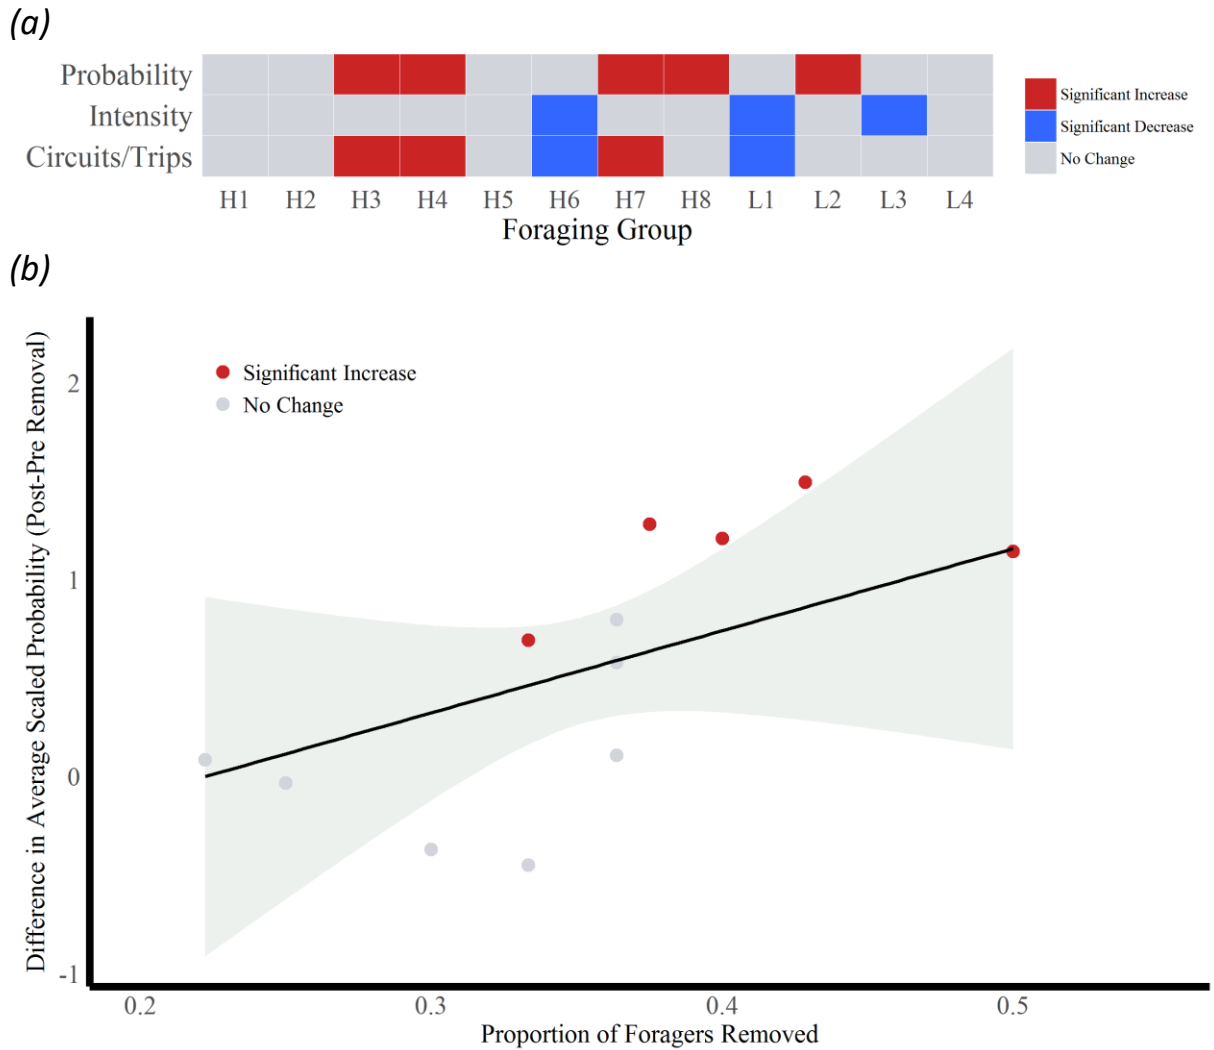 (a)
Probability
Intensity
Circuits/Trips
H1 H2 H3 H4 H5 H6 H7 H8 L1 L2 L3 L4
Foraging Group
Significant Increase
Significant Decrease
No Change
(b)
Difference in Average Scaled Probability (Post-Pre Removal)
2
1
0
-1
Significant Increase
No Change
0.2 0.3 0.4 0.5
Proportion of Foragers Removed